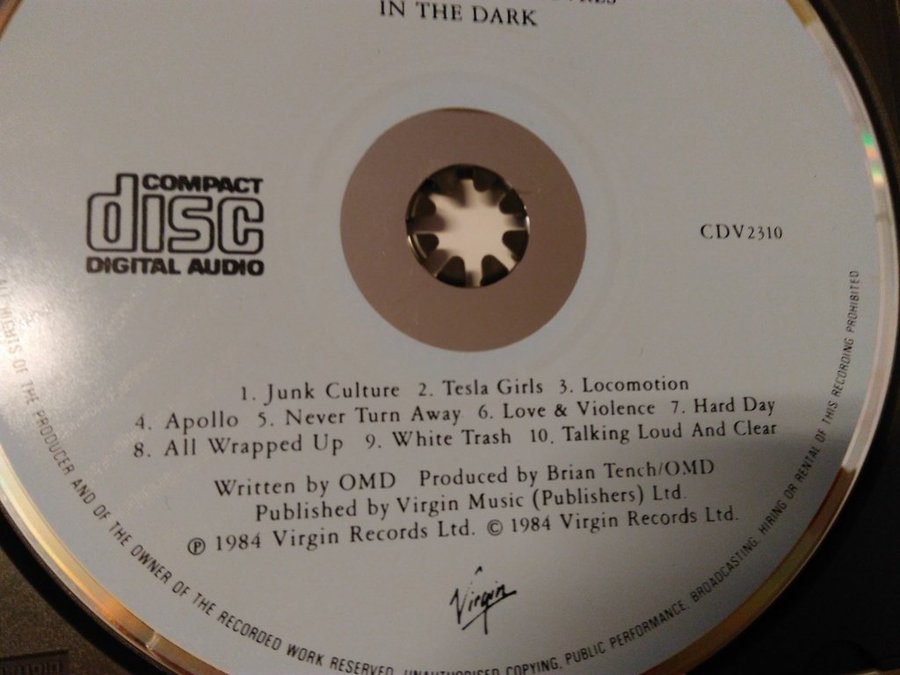 IN THE DARK
COMPACT
disc
DIGITAL AUDIO
CDV2310
1. Junk Culture 2. Tesla Girls 3. Locomotion
4. Apollo 5. Never Turn Away 6. Love & Violence 7. Hard Day
8. All Wrapped Up 9. White Trash 10. Talking Loud And Clear
Written by OMD Produced by Brian Tench/OMD
Published by Virgin Music (Publishers) Ltd.
℗ 1984 Virgin Records Ltd. © 1984 Virgin Records Ltd.
Virgin
OF THE PRODUCER AND OF THE OWNER OF THE RECORDED WORK RESERVED. UNAUTHORISED COPYING, PUBLIC PERFORMANCE, BROADCASTING, HIRING OR RENTAL OF THIS RECORDING PROHIBITED